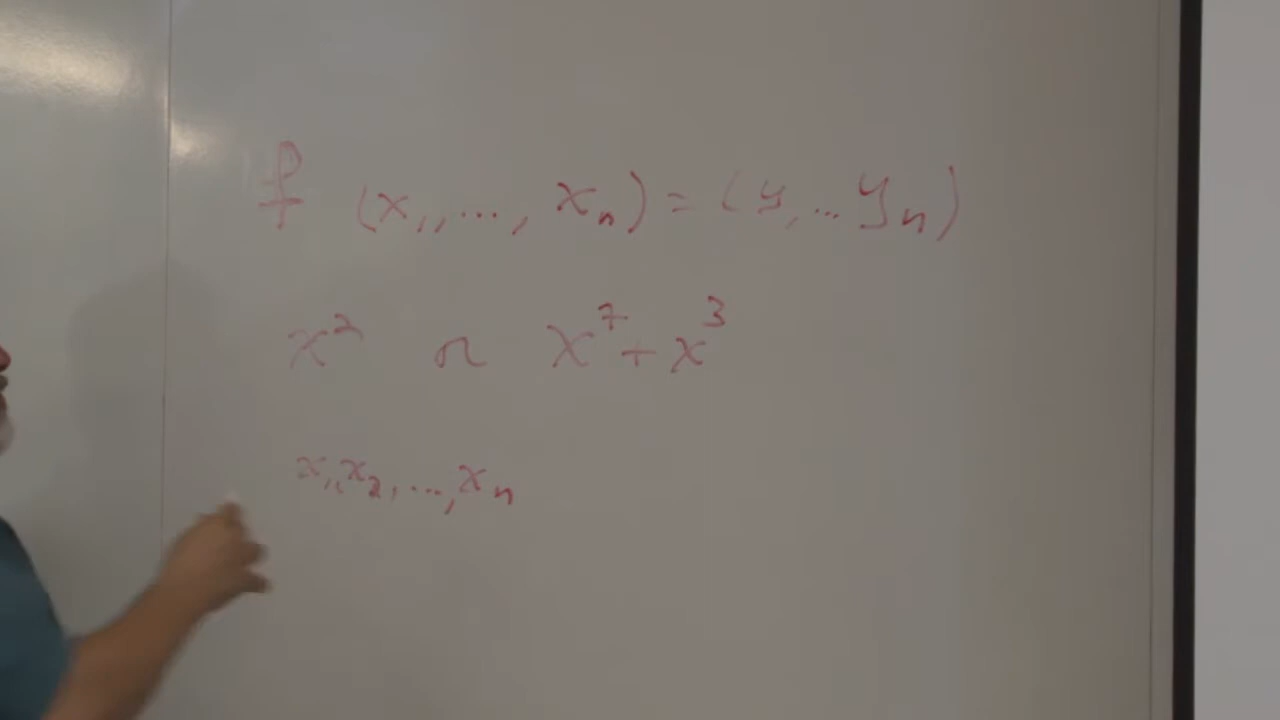 f (x₁, ..., xₙ) = (y, ... yₙ)
x² or x⁷ + x³
x₁, x₂, ..., xₙ